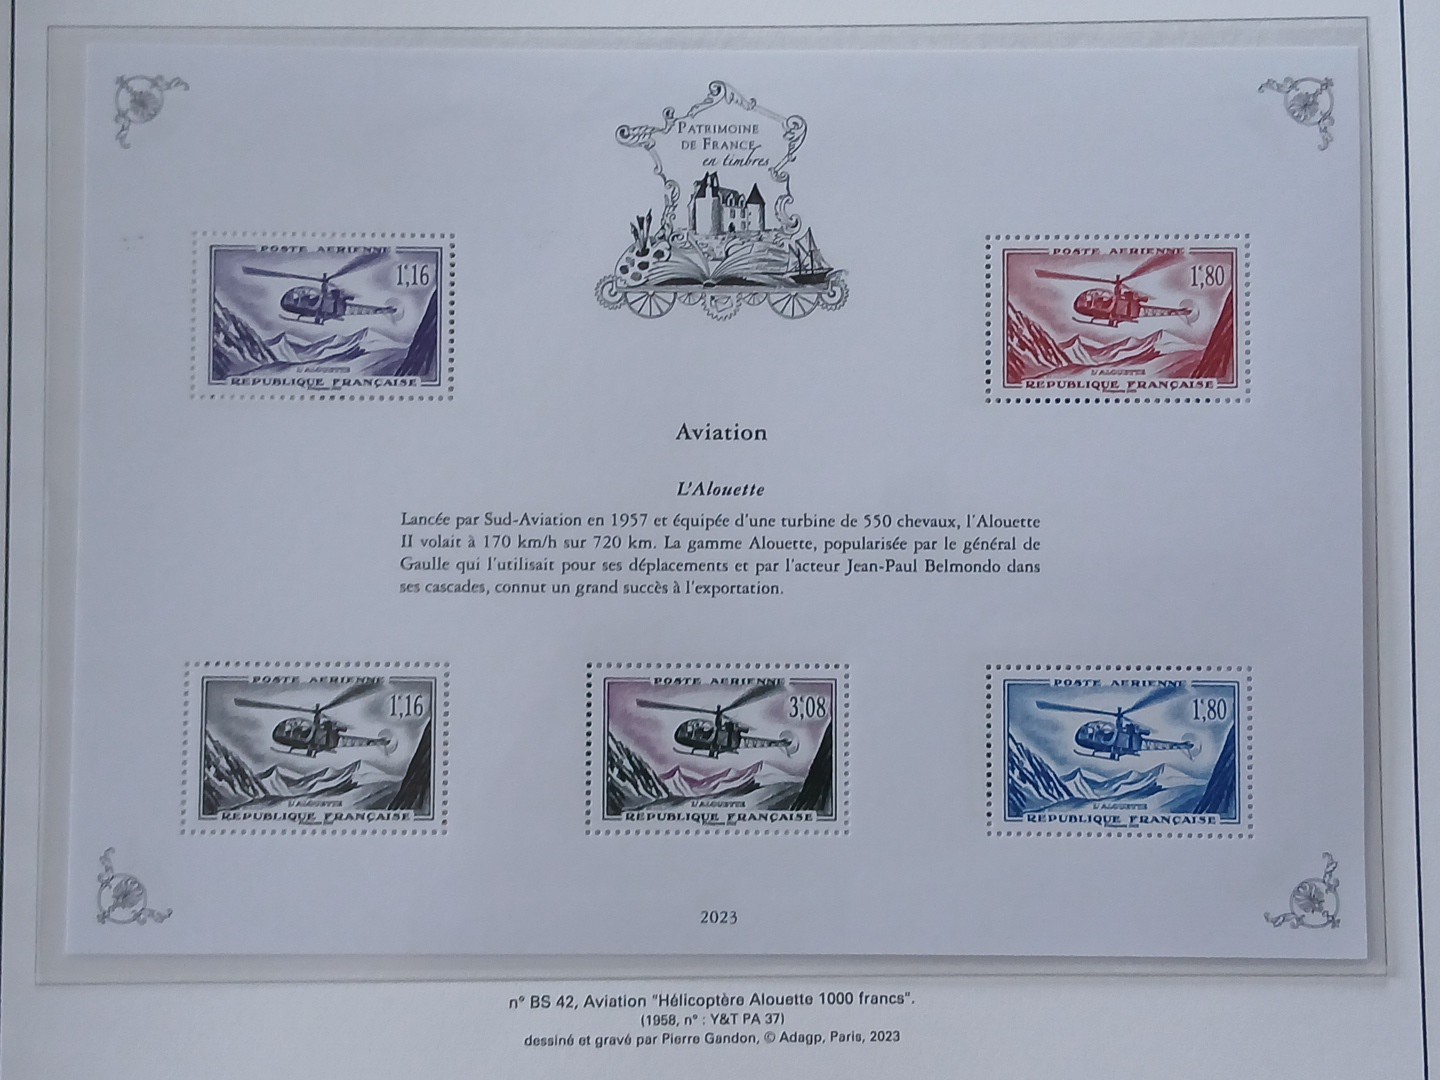 PATRIMOINE
DE FRANCE
en timbres
POSTE AERIENNE
1,16
L'ALOUETTE
REPUBLIQUE FRANÇAISE
POSTE AERIENNE
1,80
L'ALOUETTE
REPUBLIQUE FRANÇAISE
Aviation
L'Alouette
Lancée par Sud-Aviation en 1957 et équipée d'une turbine de 550 chevaux, l'Alouette
II volait à 170 km/h sur 720 km. La gamme Alouette, popularisée par le général de
Gaulle qui l'utilisait pour ses déplacements et par l'acteur Jean-Paul Belmondo dans
ses cascades, connut un grand succès à l'exportation.
POSTE AERIENNE
1,16
L'ALOUETTE
REPUBLIQUE FRANÇAISE
POSTE AERIENNE
3,08
L'ALOUETTE
REPUBLIQUE FRANÇAISE
POSTE AERIENNE
1,80
L'ALOUETTE
REPUBLIQUE FRANÇAISE
2023
n° BS 42, Aviation "Hélicoptère Alouette 1000 francs".
(1958, n° : Y&T PA 37)
dessiné et gravé par Pierre Gandon, © Adagp, Paris, 2023